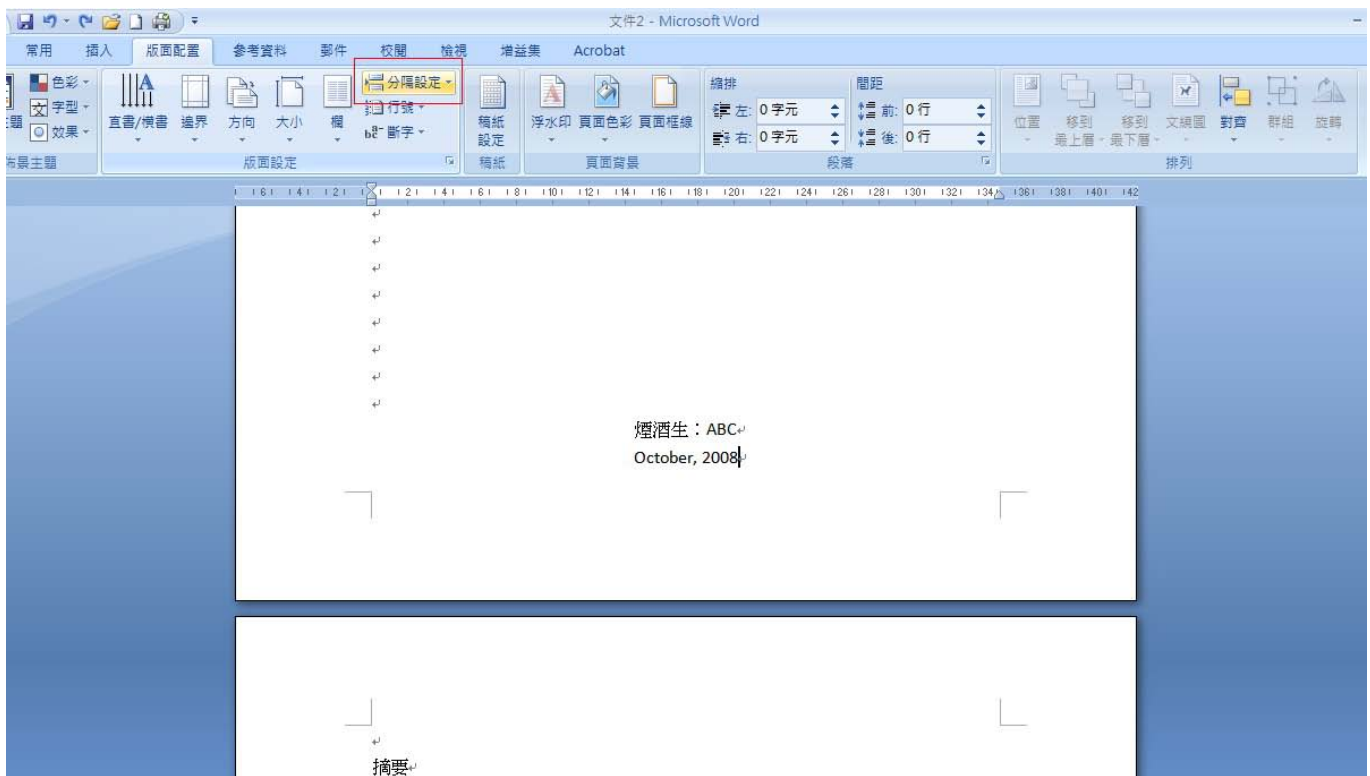 文件2 - Microsoft Word
常用 插入 版面配置 參考資料 郵件 校閱 檢視 增益集 Acrobat
色彩
字型
效果
佈景主題
直書/橫書 邊界 方向 大小 欄
分隔設定
行號
斷字
版面設定
稿紙
設定
稿紙
浮水印 頁面色彩 頁面框線
頁面背景
縮排 間距
左: 0 字元 前: 0 行
右: 0 字元 後: 0 行
段落
位置 移到最上層 移到最下層 文繞圖 對齊 群組 旋轉
排列
煙酒生：ABC
October, 2008
摘要